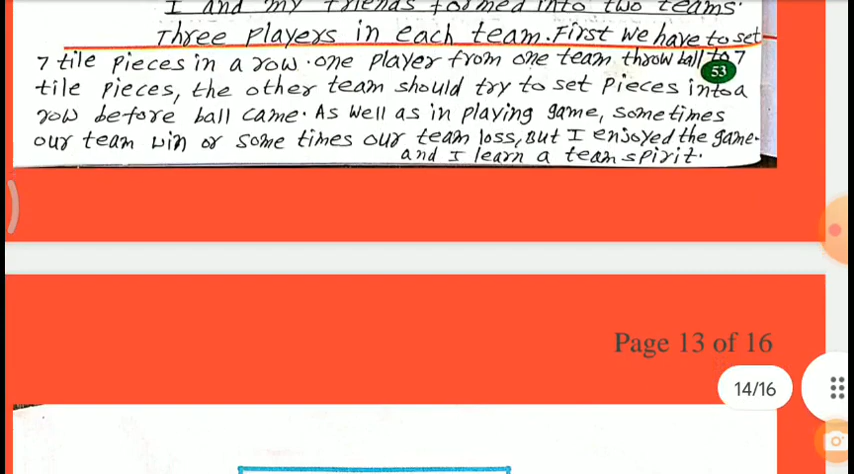 I and my friends formed into two teams.
Three players in each team. First we have to set
7 tile pieces in a row. one player from one team throw ball to 7
53
tile pieces, the other team should try to set pieces into a
row before ball came. As well as in playing game, sometimes
our team win or some times our team loss, But I enjoyed the game.
and I learn a team spirit.
Page 13 of 16
14/16